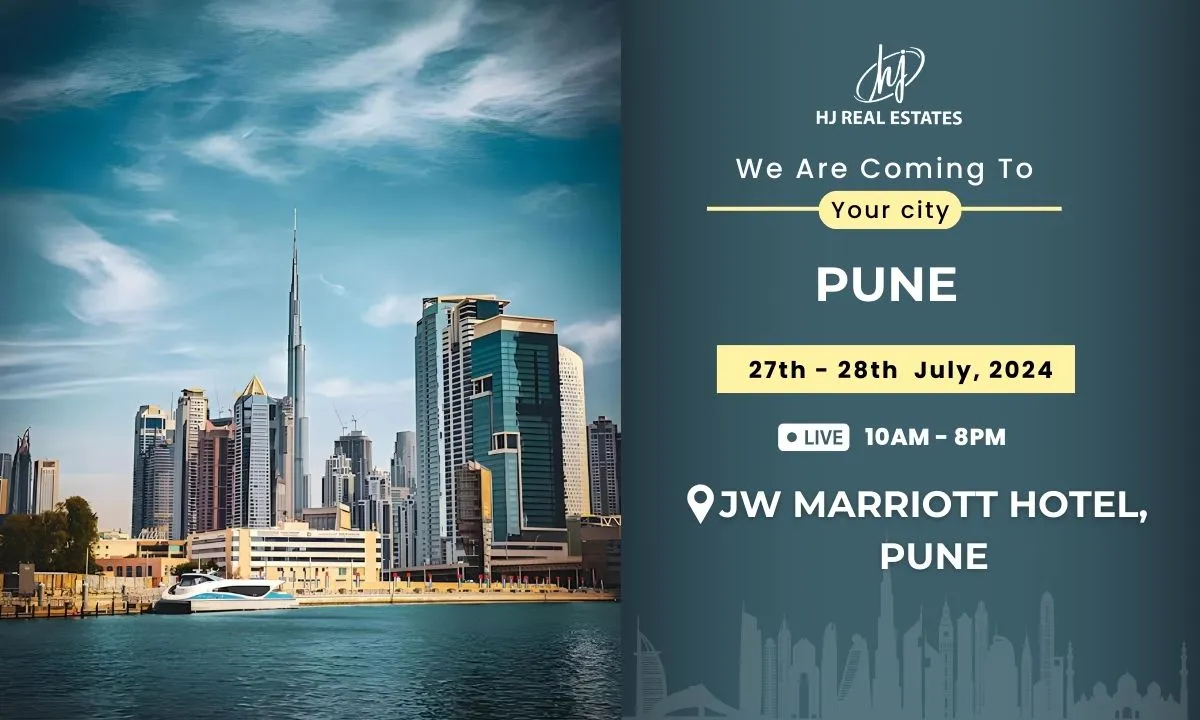 hj
HJ REAL ESTATES
We Are Coming To
Your city
PUNE
27th - 28th July, 2024
LIVE 10AM - 8PM
JW MARRIOTT HOTEL,
PUNE